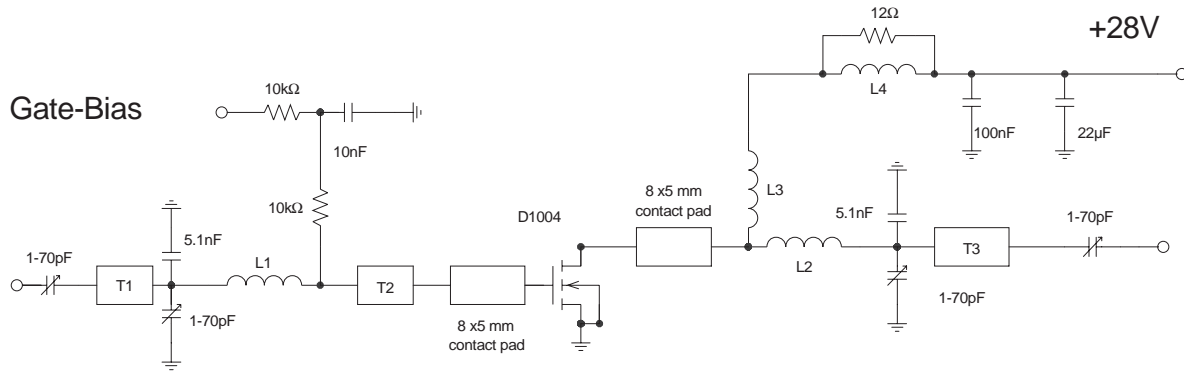 12Ω
+28V
L4
Gate-Bias
10kΩ
100nF
22µF
10nF
L3
8 x5 mm
contact pad
10kΩ
D1004
5.1nF
5.1nF
1-70pF
1-70pF
L1
L2
T3
T1
T2
1-70pF
1-70pF
8 x5 mm
contact pad